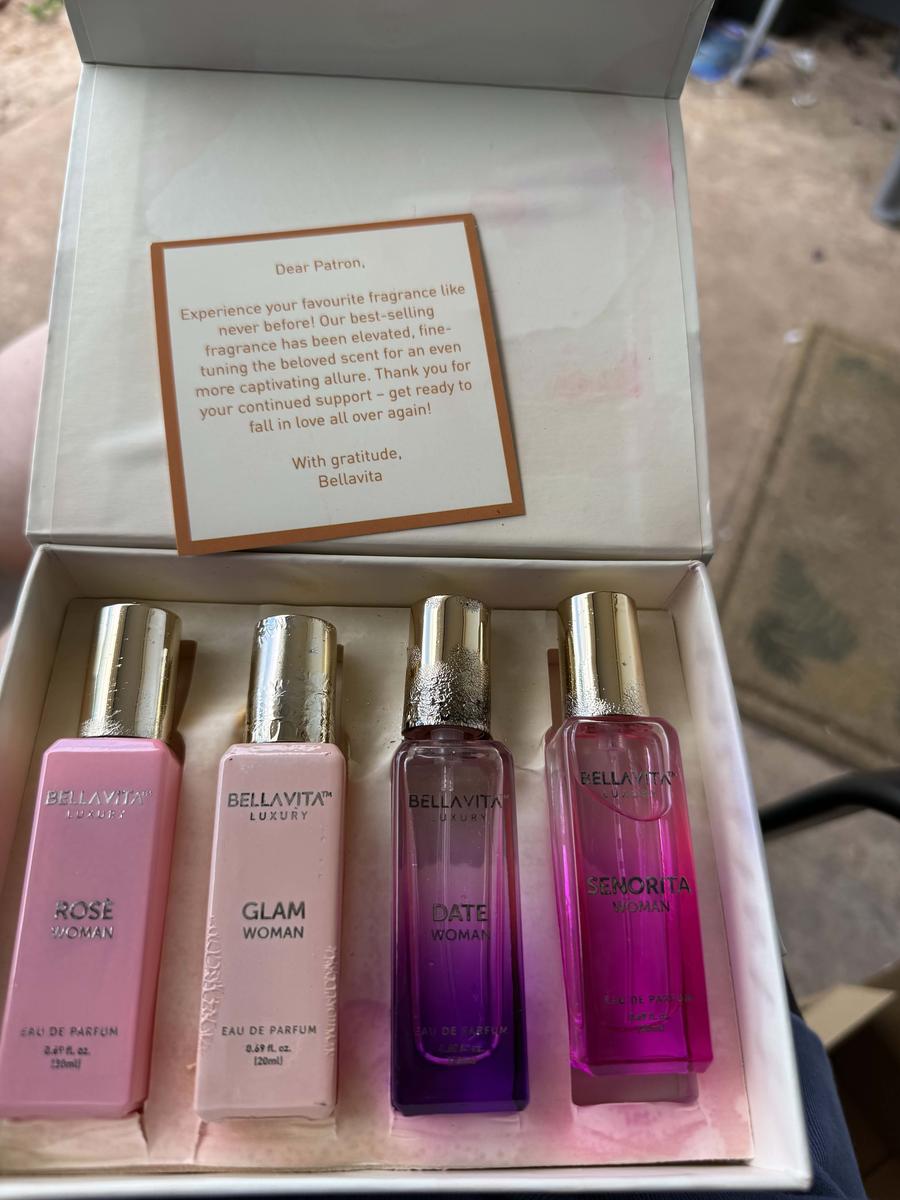 Dear Patron,
Experience your favourite fragrance like
never before! Our best-selling
fragrance has been elevated, fine-
tuning the beloved scent for an even
more captivating allure. Thank you for
your continued support – get ready to
fall in love all over again!
With gratitude,
Bellavita
BELLAVITA™
LUXURY
ROSÈ
WOMAN
EAU DE PARFUM
0.69 fl. oz.
(20ml)
BELLAVITA™
LUXURY
GLAM
WOMAN
EAU DE PARFUM
0.69 fl. oz.
(20ml)
BELLAVITA™
LUXURY
DATE
WOMAN
EAU DE PARFUM
BELLAVITA™
LUXURY
SENORITA
WOMAN
EAU DE PARFUM